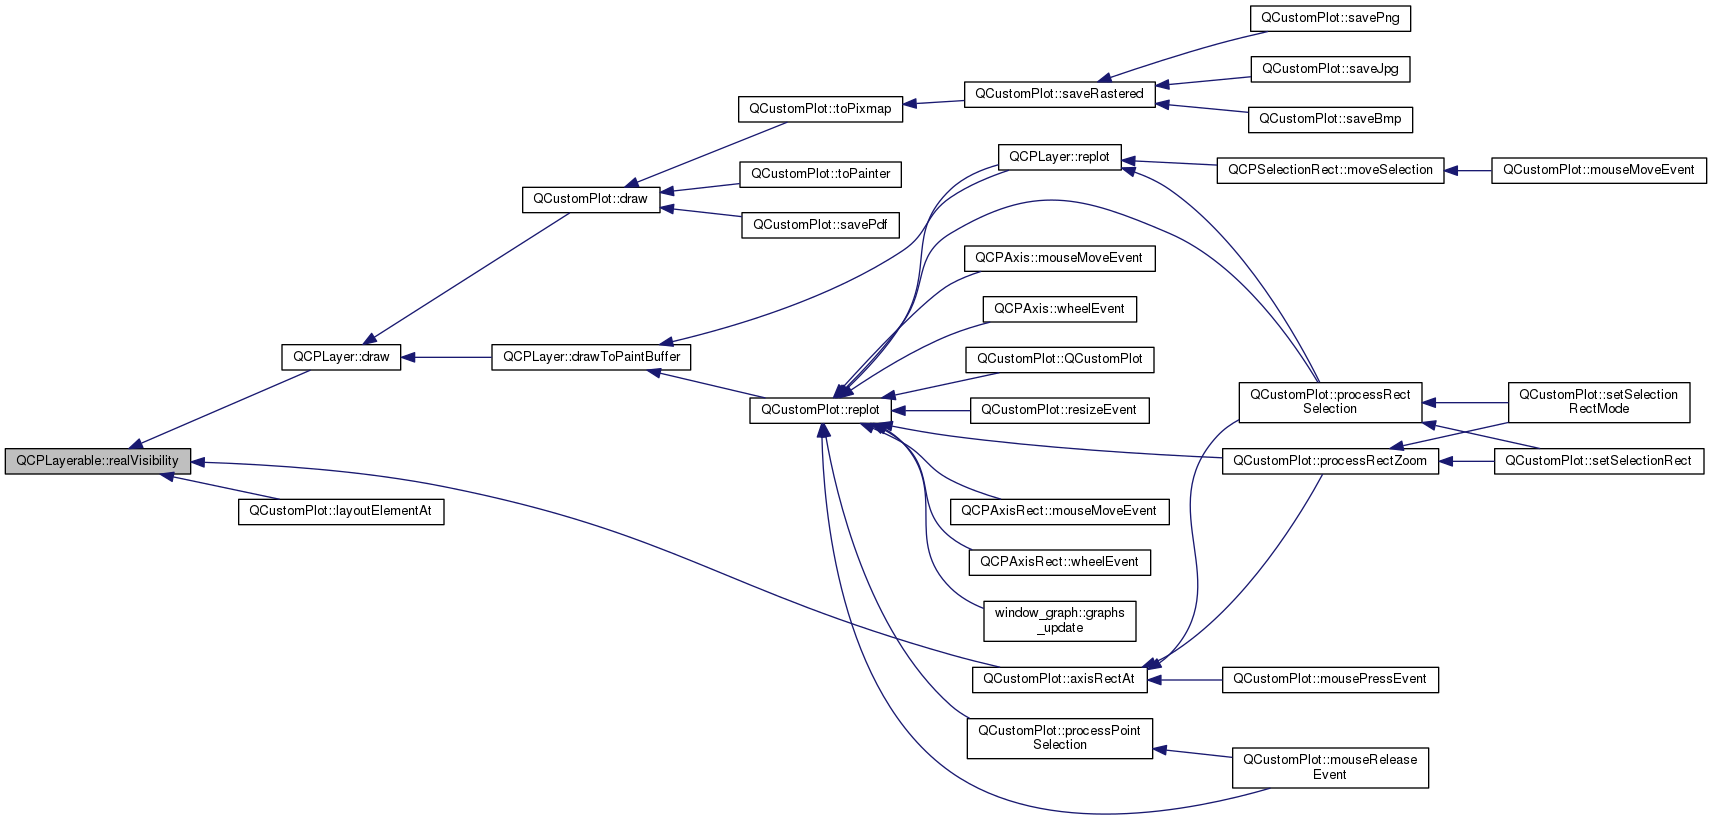 QCustomPlot::savePng
QCustomPlot::saveJpg
QCustomPlot::saveRastered
QCustomPlot::toPixmap
QCustomPlot::saveBmp
QCPLayer::replot
QCPSelectionRect::moveSelection
QCustomPlot::mouseMoveEvent
QCustomPlot::toPainter
QCustomPlot::draw
QCustomPlot::savePdf
QCPAxis::mouseMoveEvent
QCPAxis::wheelEvent
QCPLayer::draw
QCPLayer::drawToPaintBuffer
QCustomPlot::QCustomPlot
QCustomPlot::processRect
Selection
QCustomPlot::setSelection
RectMode
QCustomPlot::replot
QCustomPlot::resizeEvent
QCPLayerable::realVisibility
QCustomPlot::processRectZoom
QCustomPlot::setSelectionRect
QCustomPlot::layoutElementAt
QCPAxisRect::mouseMoveEvent
QCPAxisRect::wheelEvent
window_graph::graphs
_update
QCustomPlot::axisRectAt
QCustomPlot::mousePressEvent
QCustomPlot::processPoint
Selection
QCustomPlot::mouseRelease
Event